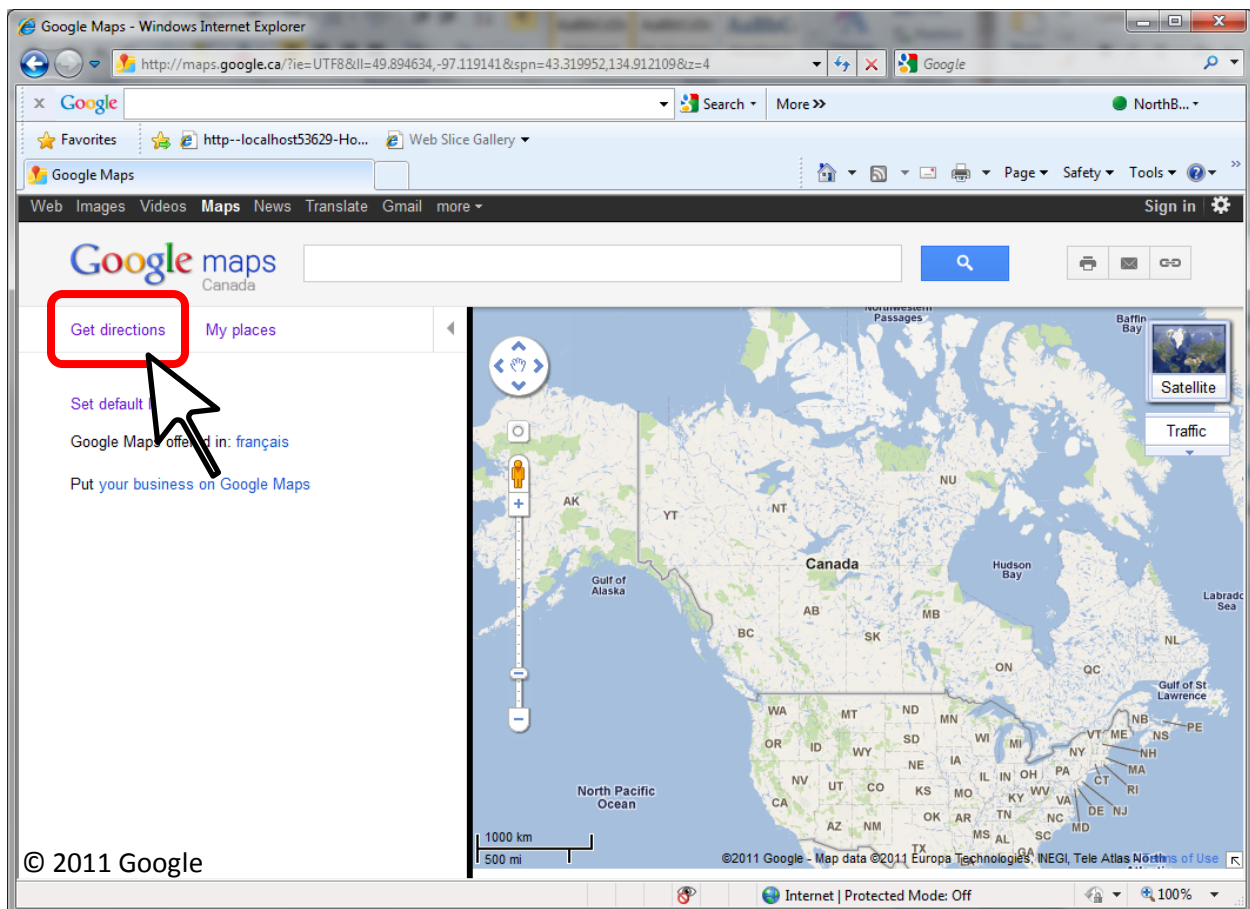 Google Maps - Windows Internet Explorer
http://maps.google.ca/?ie=UTF8&ll=49.894634,-97.119141&spn=43.319952,134.912109&z=4
Google
x Google Search More >> NorthB...
Favorites http--localhost53629-Ho... Web Slice Gallery
Google Maps Page Safety Tools
Web Images Videos Maps News Translate Gmail more Sign in
Google maps
Canada
Get directions My places
Set default
Google Maps offered in: français
Put your business on Google Maps
Northwestern
Passages
Baffin
Bay
Satellite
Traffic
NU
AK
YT
NT
Canada
Hudson
Bay
Gulf of
Alaska
Labrador
Sea
AB
MB
BC
SK
NL
ON
QC
Gulf of St
Lawrence
WA MT ND MN NB PE
OR ID WY SD WI MI VT ME NS
NY NH
NE IA PA MA
NV UT CO KS MO IL IN OH CT RI
CA KY WV VA DE NJ
AZ NM OK AR TN NC MD
MS AL SC
TX GA
North Pacific
Ocean
1000 km
500 mi
©2011 Google - Map data ©2011 Europa Technologies, INEGI, Tele Atlas
North
Terms of Use
© 2011 Google
Internet | Protected Mode: Off 100%